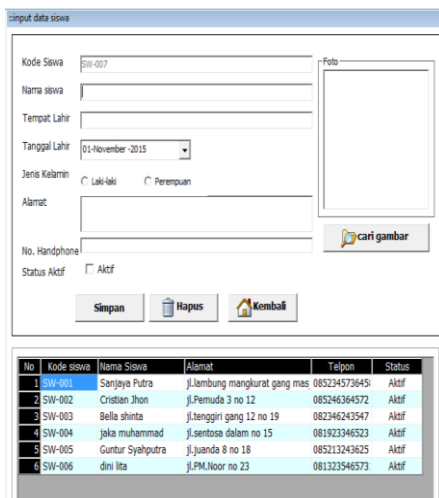 ::input data siswa
Kode Siswa SW-007
Foto
Nama siswa
Tempat Lahir
Tanggal Lahir 01-November -2015
Jenis Kelamin Laki-laki Perempuan
Alamat
cari gambar
No. Handphone
Status Aktif Aktif
Simpan Hapus Kembali
No Kode siswa Nama Siswa Alamat Telpon Status
1 SW-001 Sanjaya Putra jl.lambung mangkurat gang mas 085234573645 Aktif
2 SW-002 Cristian Jhon jl.Pemuda 3 no 12 085246364572 Aktif
3 SW-003 Bella shinta jl.tenggiri gang 12 no 19 082346243547 Aktif
4 SW-004 jaka muhammad jl.sentosa dalam no 15 081923346523 Aktif
5 SW-005 Guntur Syahputra jl.juanda 8 no 18 085213243625 Aktif
6 SW-006 dini lita jl.PM.Noor no 23 081323546573 Aktif